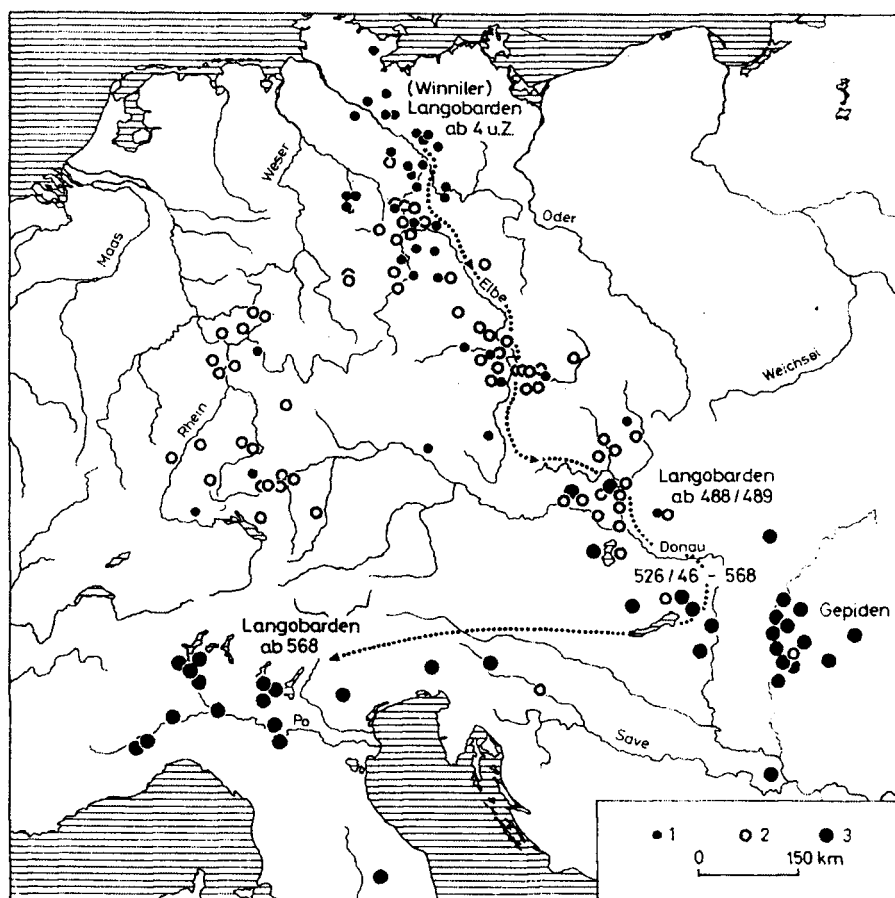 (Winniler)
Langobarden
ab 4 u.Z.
Weser
Oder
Maas
Elbe
Weichsel
Rhein
Langobarden
ab 488/489
Donau
526/46 - 568
Gepiden
Langobarden
ab 568
Po
Save
1 2 3
0 150 km